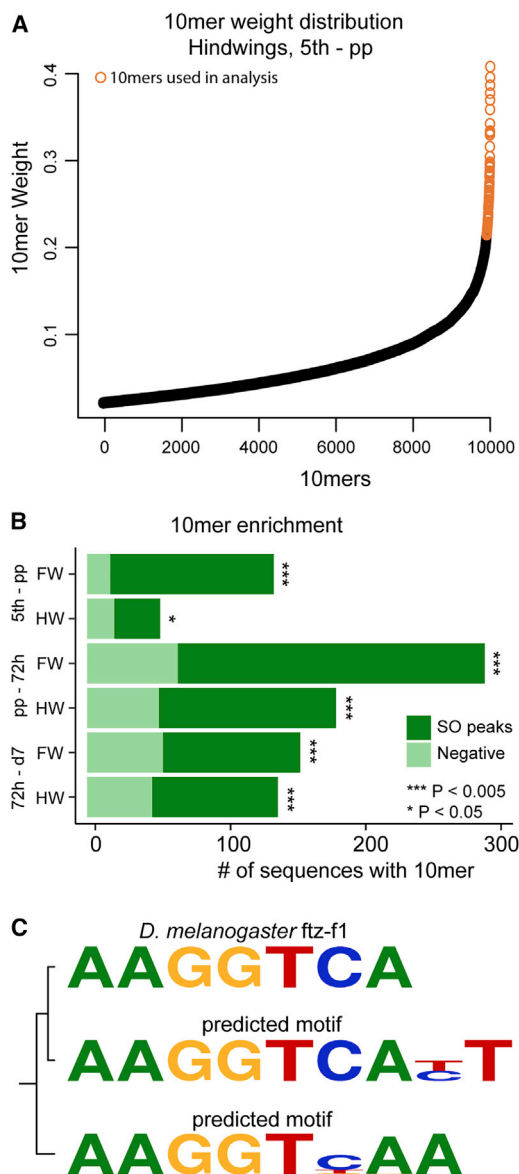 A
10mer weight distribution
Hindwings, 5th - pp
10mers used in analysis
10mer Weight
0.4
0.3
0.2
0.1
0 2000 4000 6000 8000 10000
10mers
B
10mer enrichment
5th - pp
FW
***
HW
*
pp - 72h
FW
***
HW
***
72h - d7
FW
***
HW
***
SO peaks
Negative
*** P < 0.005
* P < 0.05
0 100 200 300
# of sequences with 10mer
C
D. melanogaster ftz-f1
AAGGTCA
predicted motif
AAGGTCATCT
predicted motif
AAGGTCTAA